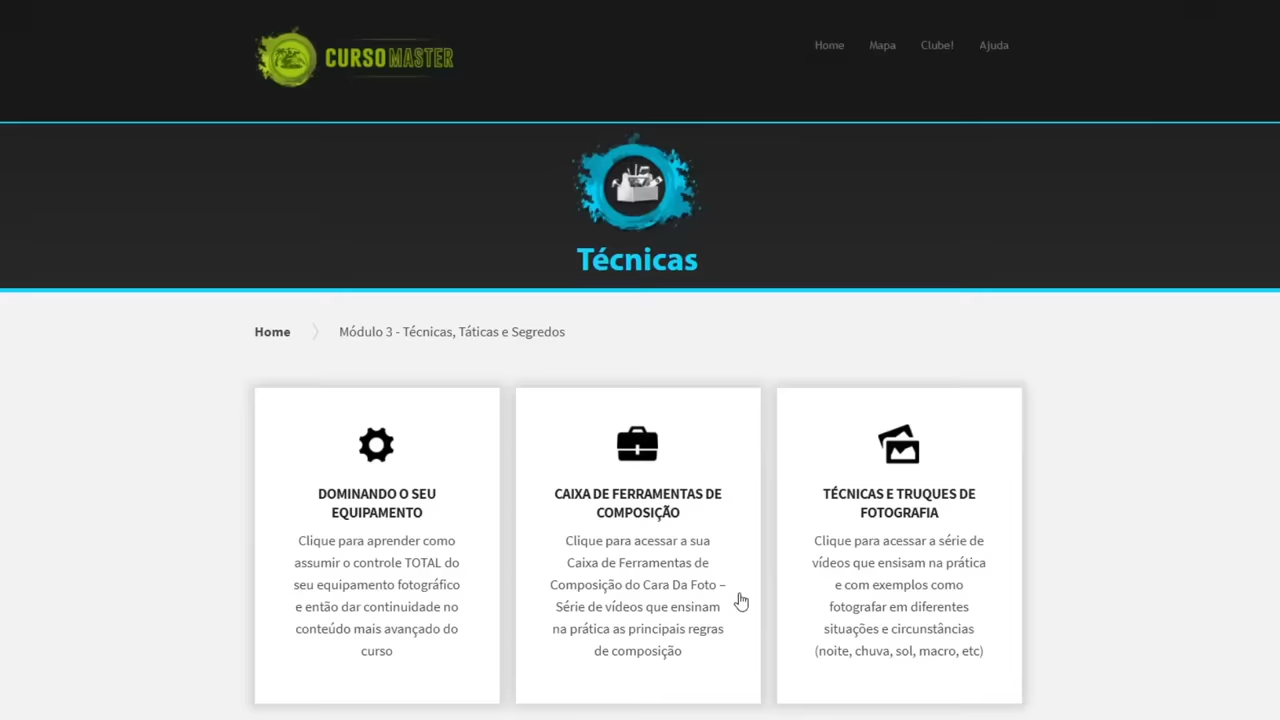 CURSOMASTER
Home
Mapa
Clube!
Ajuda
Técnicas
Home
Módulo 3 - Técnicas, Táticas e Segredos
DOMINANDO O SEU
EQUIPAMENTO
Clique para aprender como
assumir o controle TOTAL do
seu equipamento fotográfico
e então dar continuidade no
conteúdo mais avançado do
curso
CAIXA DE FERRAMENTAS DE
COMPOSIÇÃO
Clique para acessar a sua
Caixa de Ferramentas de
Composição do Cara Da Foto –
Série de vídeos que ensinam
na prática as principais regras
de composição
TÉCNICAS E TRUQUES DE
FOTOGRAFIA
Clique para acessar a série de
vídeos que ensisam na prática
e com exemplos como
fotografar em diferentes
situações e circunstâncias
(noite, chuva, sol, macro, etc)